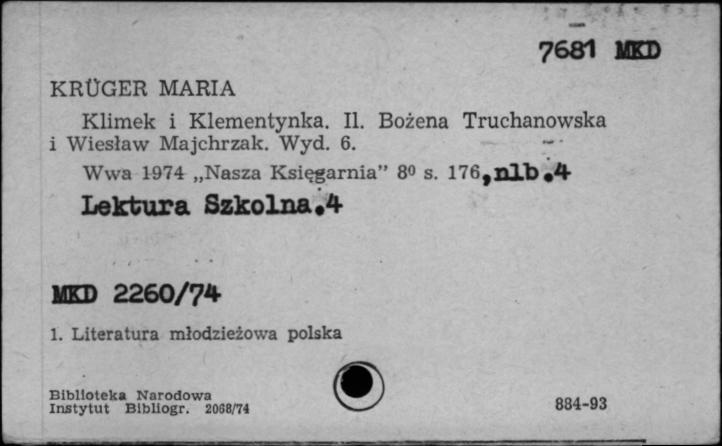 7681 MKD
KRÜGER MARIA
Klimek i Klementynka. Il. Bożena Truchanowska
i Wiesław Majchrzak. Wyd. 6.
Wwa 1974 „Nasza Księgarnia” 8⁰ s. 176,nlb.4
Lektura Szkolna.4
MKD 2260/74
1. Literatura młodzieżowa polska
Biblioteka Narodowa
Instytut Bibliogr. 2068/74
884-93